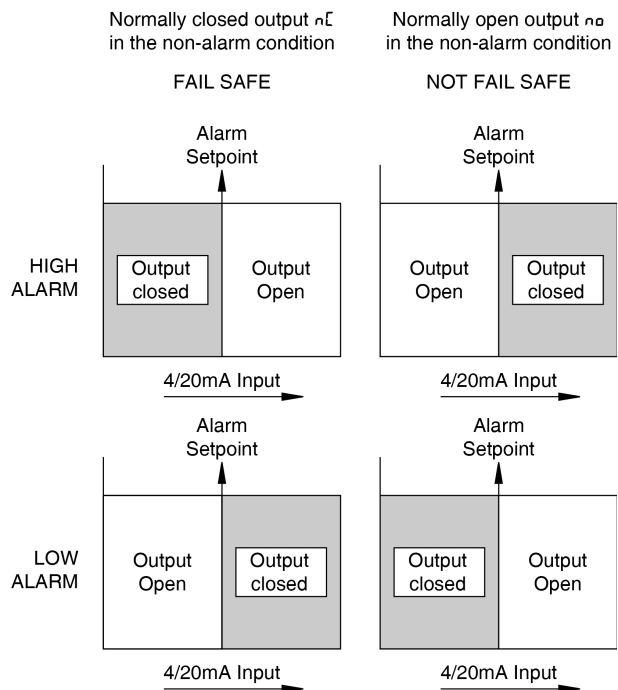 Normally closed output nC
in the non-alarm condition
FAIL SAFE
Normally open output no
in the non-alarm condition
NOT FAIL SAFE
HIGH
ALARM
Alarm
Setpoint
Output
closed
Output
Open
4/20mA Input
Alarm
Setpoint
Output
Open
Output
closed
4/20mA Input
LOW
ALARM
Alarm
Setpoint
Output
Open
Output
closed
4/20mA Input
Alarm
Setpoint
Output
closed
Output
Open
4/20mA Input